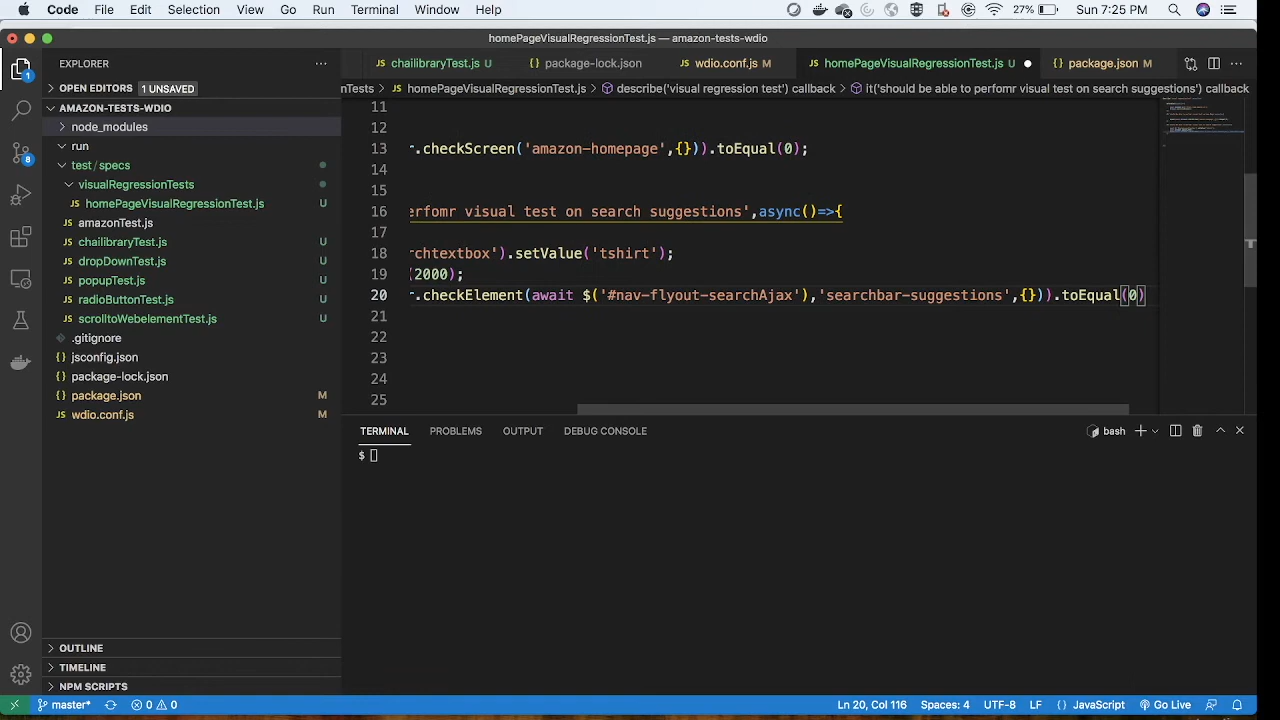 Code File Edit Selection View Go Run Terminal Window Help 27% Sun 7:25 PM
homePageVisualRegressionTest.js — amazon-tests-wdio
EXPLORER
chailibraryTest.js U package-lock.json wdio.conf.js M homePageVisualRegressionTest.js U package.json M
OPEN EDITORS 1 UNSAVED
nTests > homePageVisualRegressionTest.js > describe('visual regression test') callback > it('should be able to perfomr visual test on search suggestions') callback
AMAZON-TESTS-WDIO
node_modules
run
test / specs
visualRegressionTests
homePageVisualRegressionTest.js U
amazonTest.js
chailibraryTest.js U
dropDownTest.js U
popupTest.js U
radioButtonTest.js U
scrolltoWebelementTest.js U
.gitignore
jsconfig.json
package-lock.json
package.json M
wdio.conf.js M
OUTLINE
TIMELINE
NPM SCRIPTS
11
12
13 r.checkScreen('amazon-homepage',{})).toEqual(0);
14
15
16 erfomr visual test on search suggestions',async()=>{
17
18 rchtextbox').setValue('tshirt');
19 (2000);
20 r.checkElement(await $('#nav-flyout-searchAjax'),'searchbar-suggestions',{})).toEqual(0)
21
22
23
24
25
TERMINAL PROBLEMS OUTPUT DEBUG CONSOLE bash
$
1
8
master* 0 0 Ln 20, Col 116 Spaces: 4 UTF-8 LF {} JavaScript Go Live